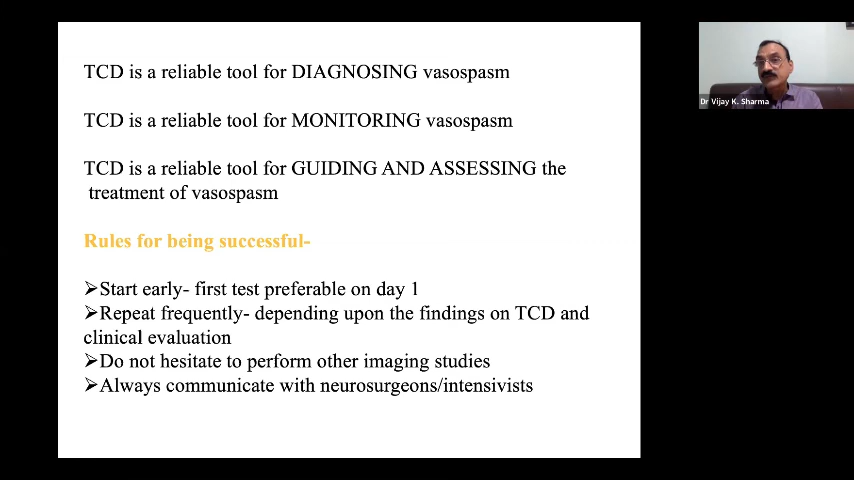 TCD is a reliable tool for DIAGNOSING vasospasm
TCD is a reliable tool for MONITORING vasospasm
TCD is a reliable tool for GUIDING AND ASSESSING the
treatment of vasospasm
Rules for being successful-
➢Start early- first test preferable on day 1
➢Repeat frequently- depending upon the findings on TCD and
clinical evaluation
➢Do not hesitate to perform other imaging studies
➢Always communicate with neurosurgeons/intensivists
Dr Vijay K. Sharma